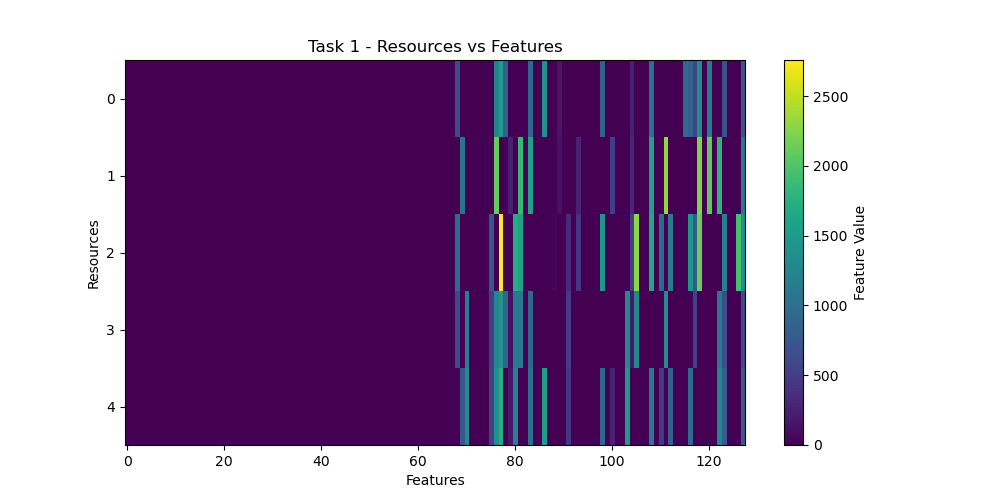 Task 1 - Resources vs Features
Resources
0
1
2
3
4
0 20 40 60 80 100 120
Features
2500
2000
1500
1000
500
0
Feature Value